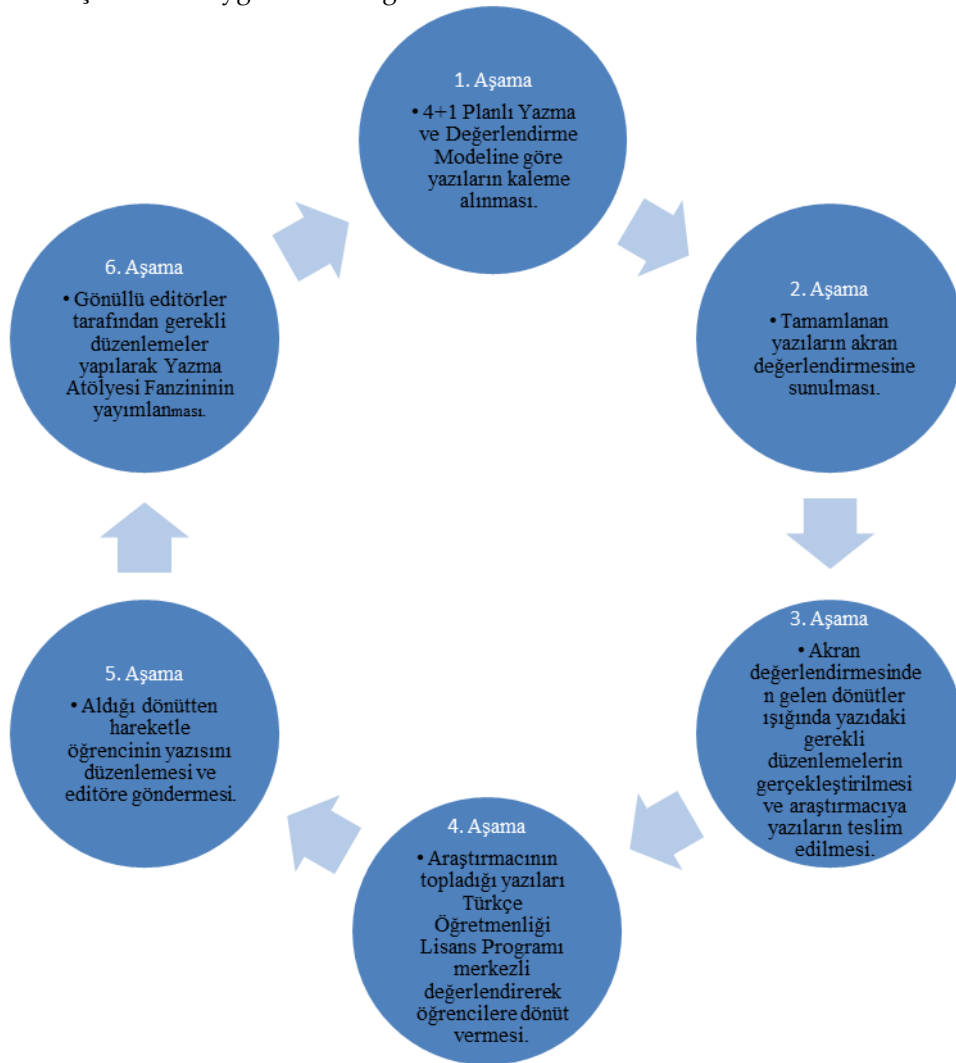 1. Aşama
• 4+1 Planlı Yazma
ve Değerlendirme
Modeline göre
yazıların kaleme
alınması.
2. Aşama
• Tamamlanan
yazıların akran
değerlendirmesine
sunulması.
3. Aşama
• Akran
değerlendirmesinde
n gelen dönütler
ışığında yazıdaki
gerekli
düzenlemelerin
gerçekleştirilmesi
ve araştırmacıya
yazıların teslim
edilmesi.
4. Aşama
• Araştırmacının
topladığı yazıları
Türkçe
Öğretmenliği
Lisans Programı
merkezli
değerlendirerek
öğrencilere dönüt
vermesi.
5. Aşama
• Aldığı dönütten
hareketle
öğrencinin yazısını
düzenlemesi ve
editöre göndermesi.
6. Aşama
• Gönüllü editörler
tarafından gerekli
düzenlemeler
yapılarak Yazma
Atölyesi Fanzininin
yayımlanması.